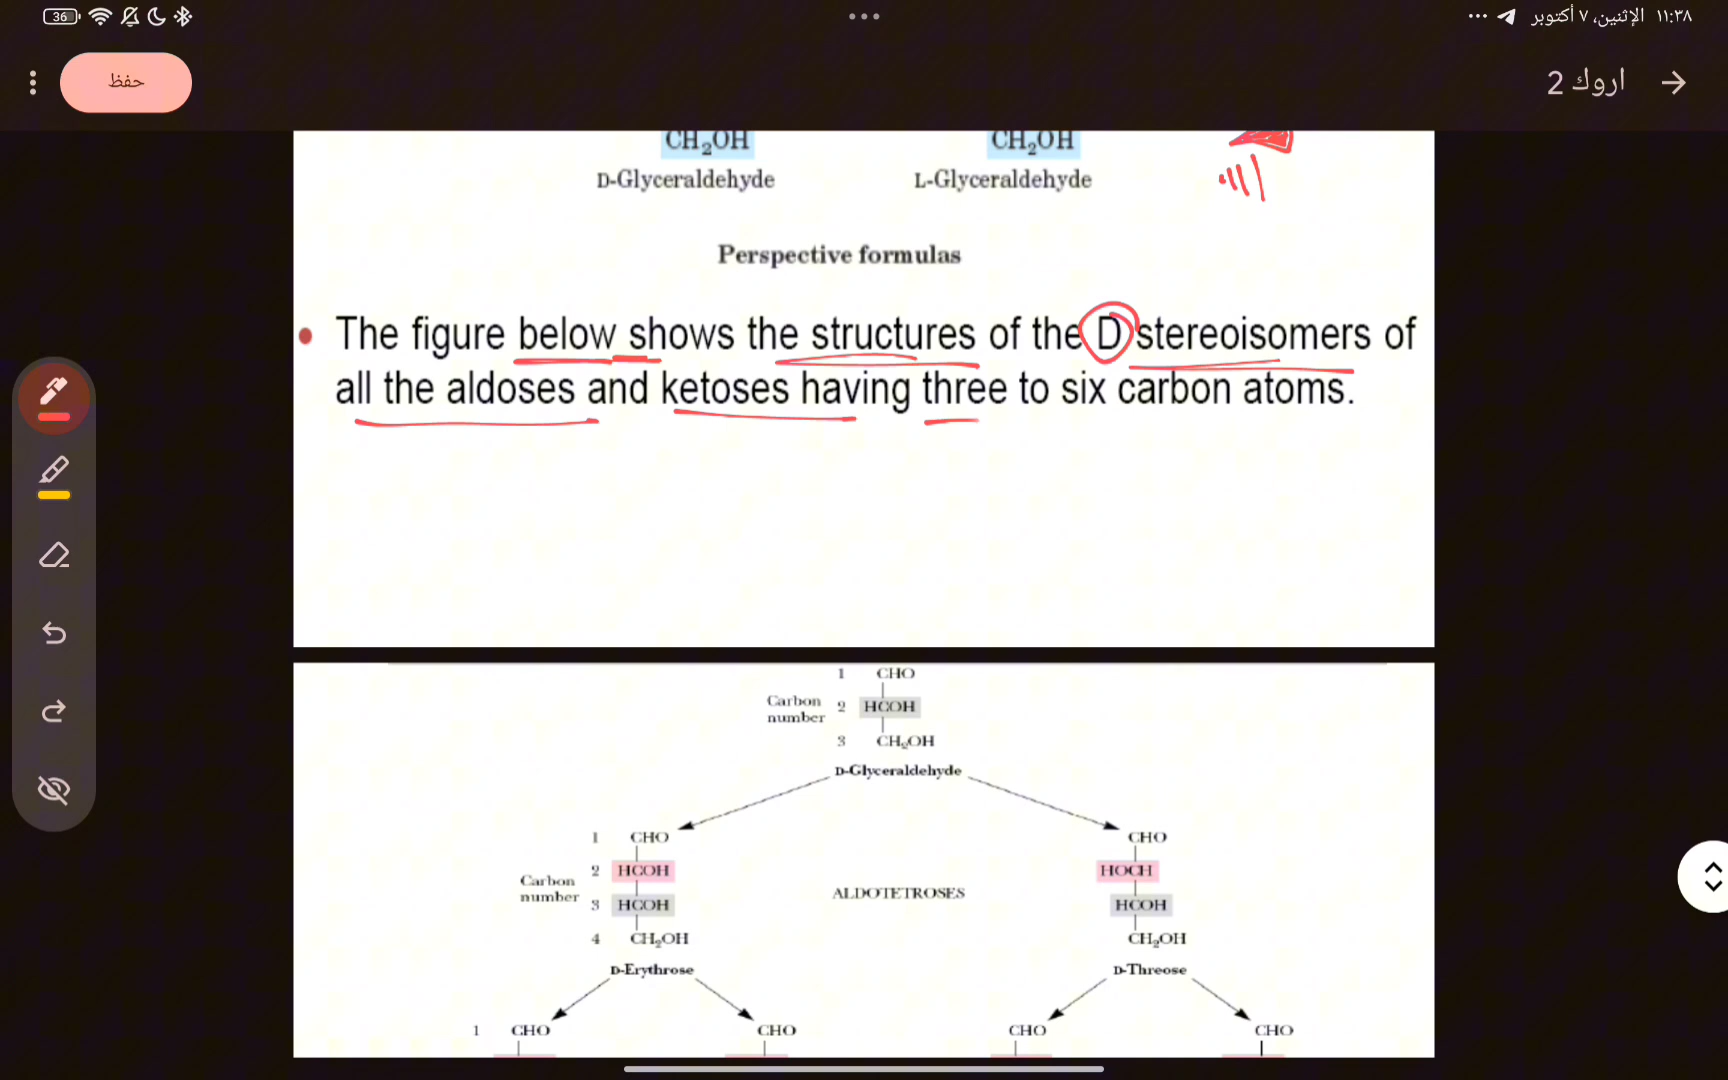 36
١١:٣٨ الإثنين، ٧ أكتوبر
حفظ
اروك 2
CH₂OH
CH₂OH
D-Glyceraldehyde
L-Glyceraldehyde
Perspective formulas
The figure below shows the structures of the D stereoisomers of
all the aldoses and ketoses having three to six carbon atoms.
1 CHO
Carbon number
2 HCOH
3 CH₂OH
D-Glyceraldehyde
1 CHO
Carbon number
2 HCOH
3 HCOH
4 CH₂OH
D-Erythrose
ALDOTETROSES
CHO
HOCH
HCOH
CH₂OH
D-Threose
1 CHO
CHO
CHO
CHO